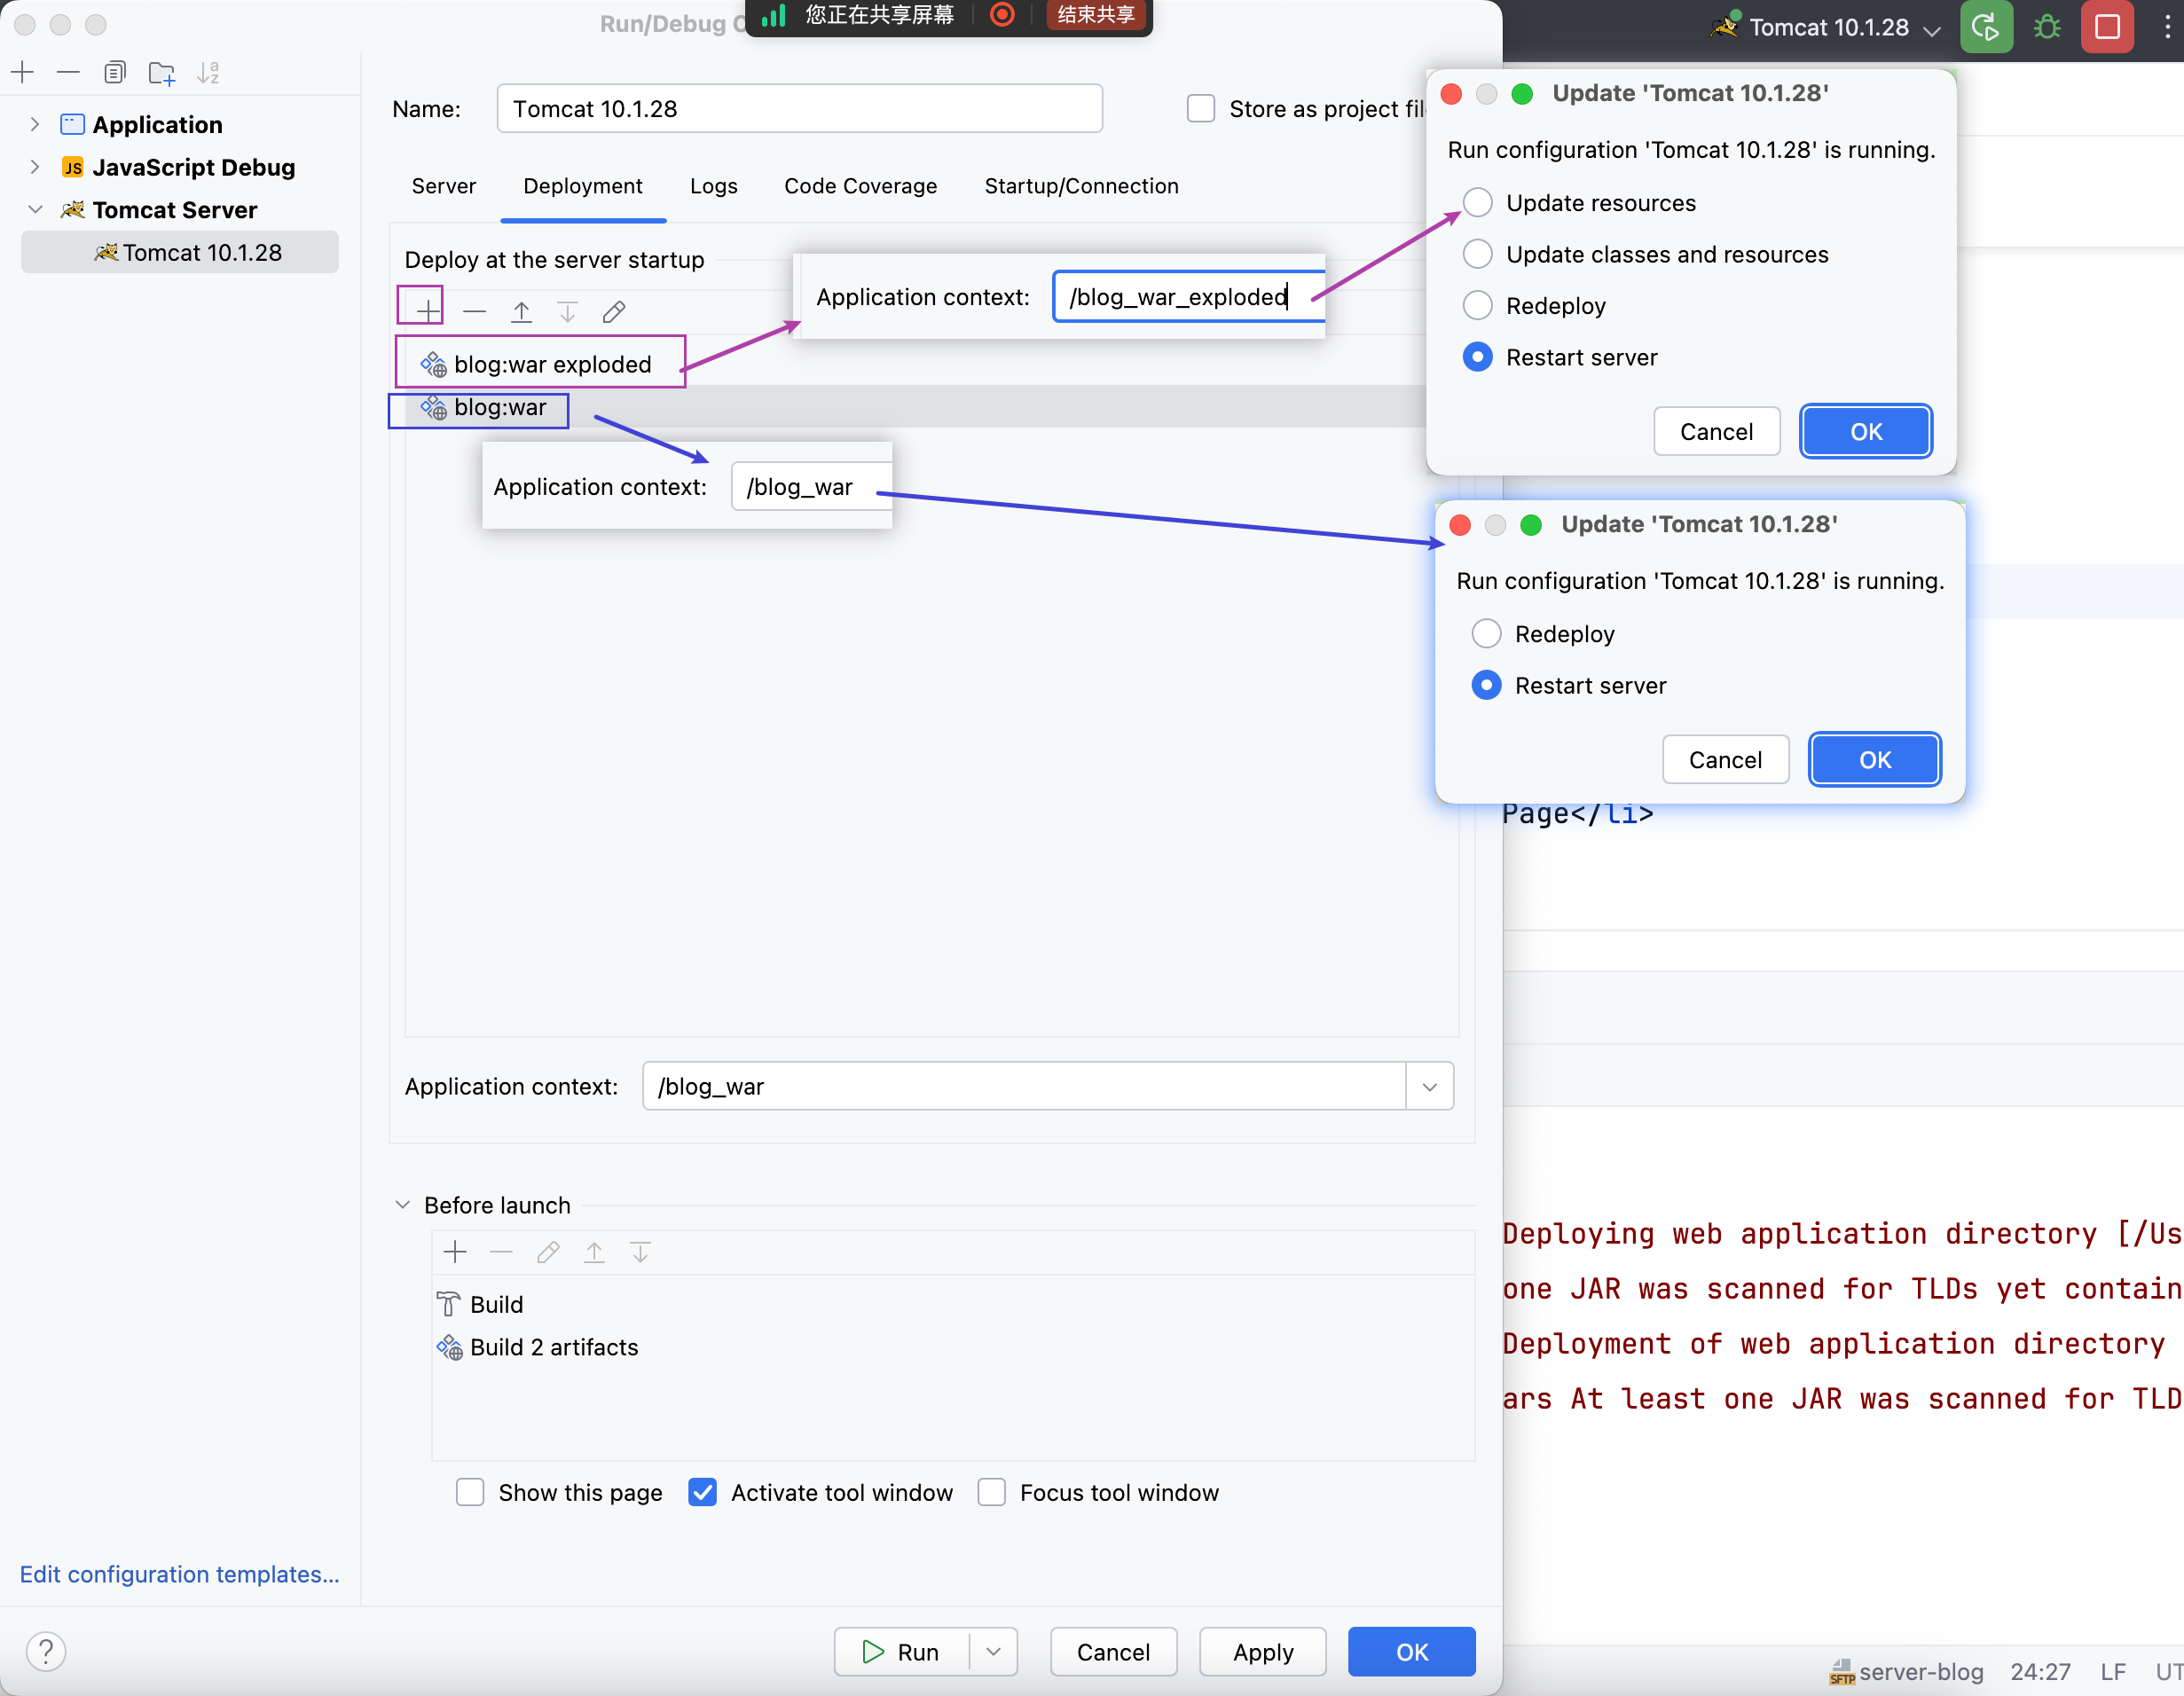 Run/Debug C
您正在共享屏幕
结束共享
Tomcat 10.1.28
Application
JavaScript Debug
Tomcat Server
Tomcat 10.1.28
Name:
Tomcat 10.1.28
Store as project fil
Server
Deployment
Logs
Code Coverage
Startup/Connection
Deploy at the server startup
Application context:
/blog_war_exploded
blog:war exploded
blog:war
Application context:
/blog_war
Update 'Tomcat 10.1.28'
Run configuration 'Tomcat 10.1.28' is running.
Update resources
Update classes and resources
Redeploy
Restart server
Cancel
OK
Update 'Tomcat 10.1.28'
Run configuration 'Tomcat 10.1.28' is running.
Redeploy
Restart server
Cancel
OK
Page</li>
Application context:
/blog_war
Before launch
Build
Build 2 artifacts
Deploying web application directory [/Us
one JAR was scanned for TLDs yet contain
Deployment of web application directory
ars At least one JAR was scanned for TLD
Show this page
Activate tool window
Focus tool window
Edit configuration templates...
?
Run
Cancel
Apply
OK
SFTP
server-blog
24:27
LF
UT